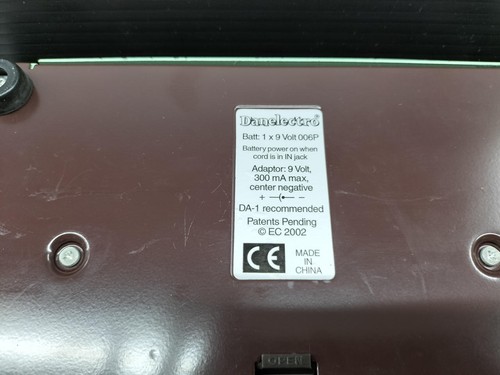 Danelectro®
Batt: 1 x 9 Volt 006P
Battery power on when
cord is in IN jack
Adaptor: 9 Volt,
300 mA max,
center negative
+ −
DA-1 recommended
Patents Pending
© EC 2002
CE
MADE
IN
CHINA
OPEN